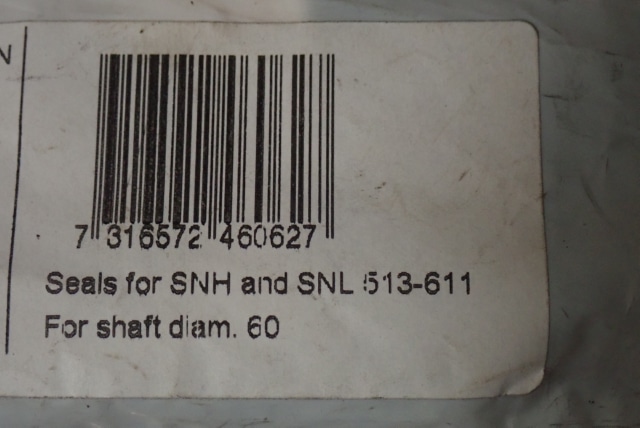 N
7 316572 460627
Seals for SNH and SNL 513-611
For shaft diam. 60